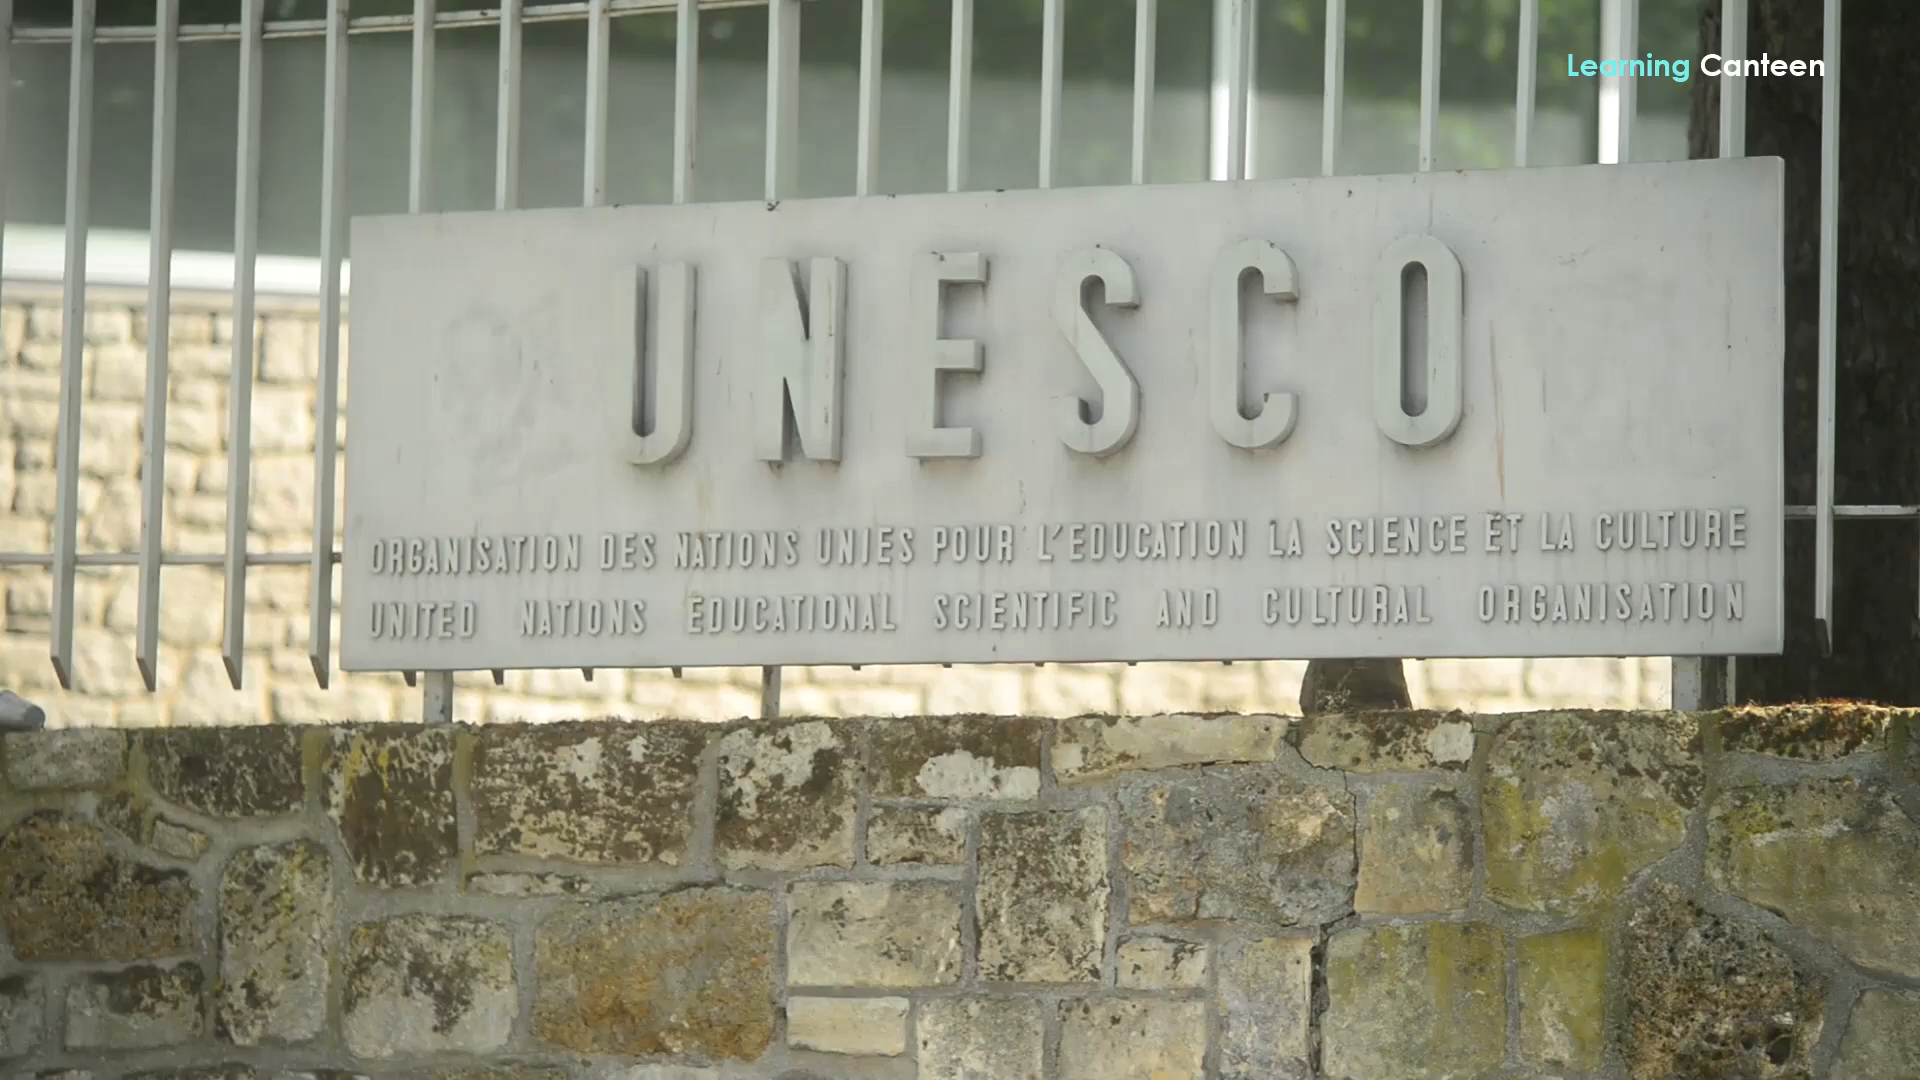 Learning Canteen
UNESCO
ORGANISATION DES NATIONS UNIES POUR L'EDUCATION LA SCIENCE ET LA CULTURE
UNITED NATIONS EDUCATIONAL SCIENTIFIC AND CULTURAL ORGANISATION